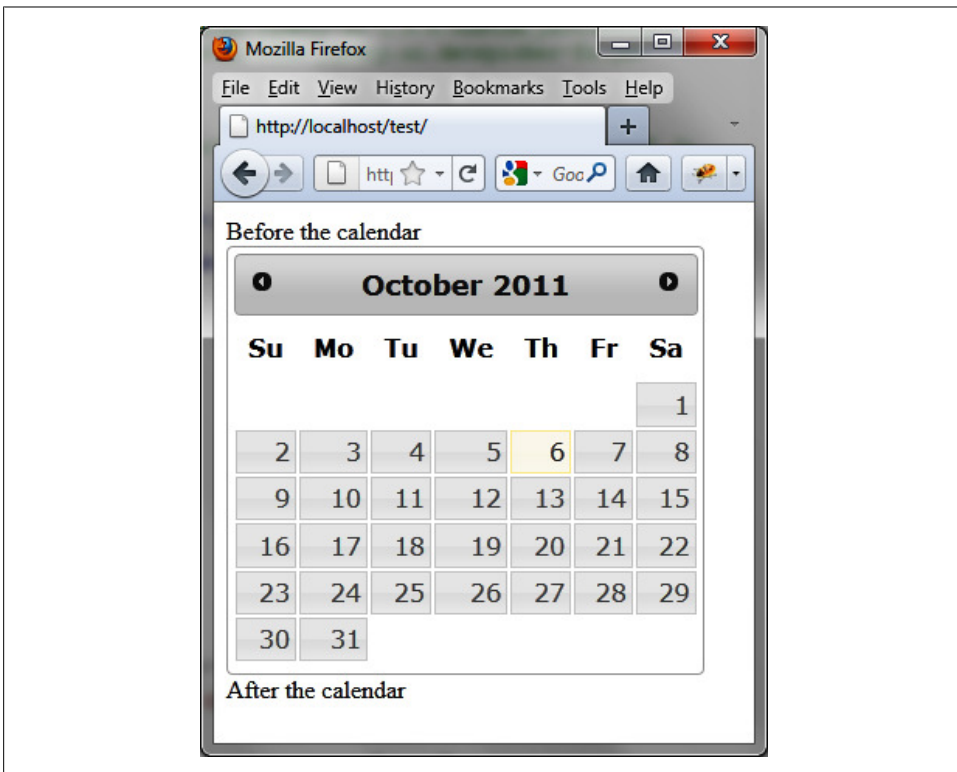 Mozilla Firefox
File Edit View History Bookmarks Tools Help
http://localhost/test/
Before the calendar
October 2011
Su Mo Tu We Th Fr Sa
1
2 3 4 5 6 7 8
9 10 11 12 13 14 15
16 17 18 19 20 21 22
23 24 25 26 27 28 29
30 31
After the calendar